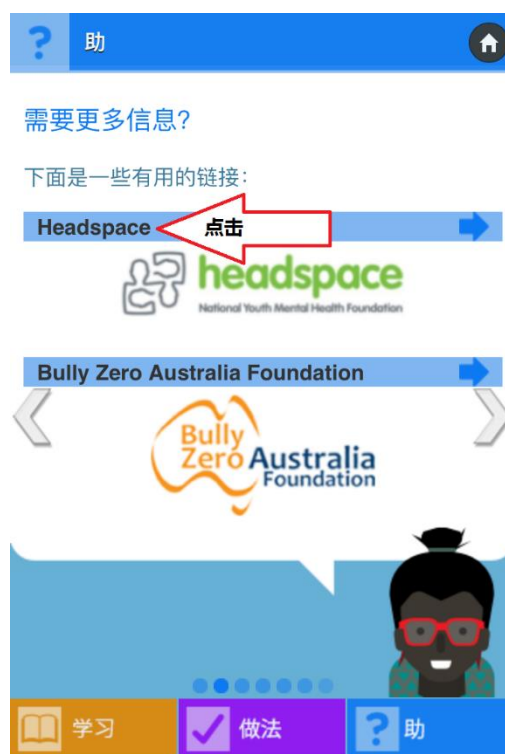 助
需要更多信息?
下面是一些有用的链接:
Headspace 点击
headspace
National Youth Mental Health Foundation
Bully Zero Australia Foundation
Bully
Zero Australia
Foundation
学习 做法 助